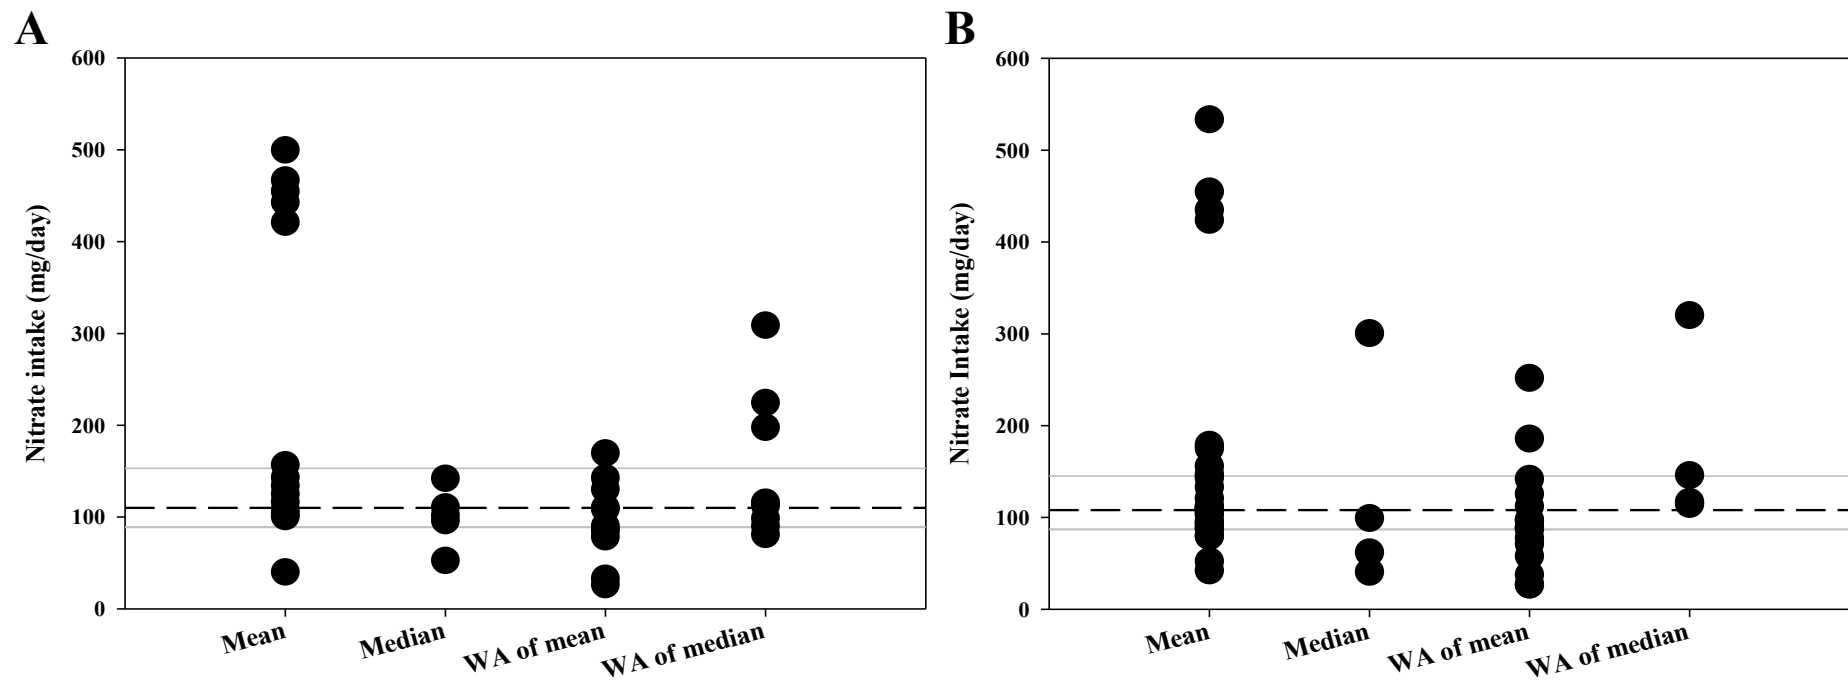 A
Nitrate intake (mg/day)
600
500
400
300
200
100
0
Mean
Median
WA of mean
WA of median
B
Nitrate Intake (mg/day)
600
500
400
300
200
100
0
Mean
Median
WA of mean
WA of median